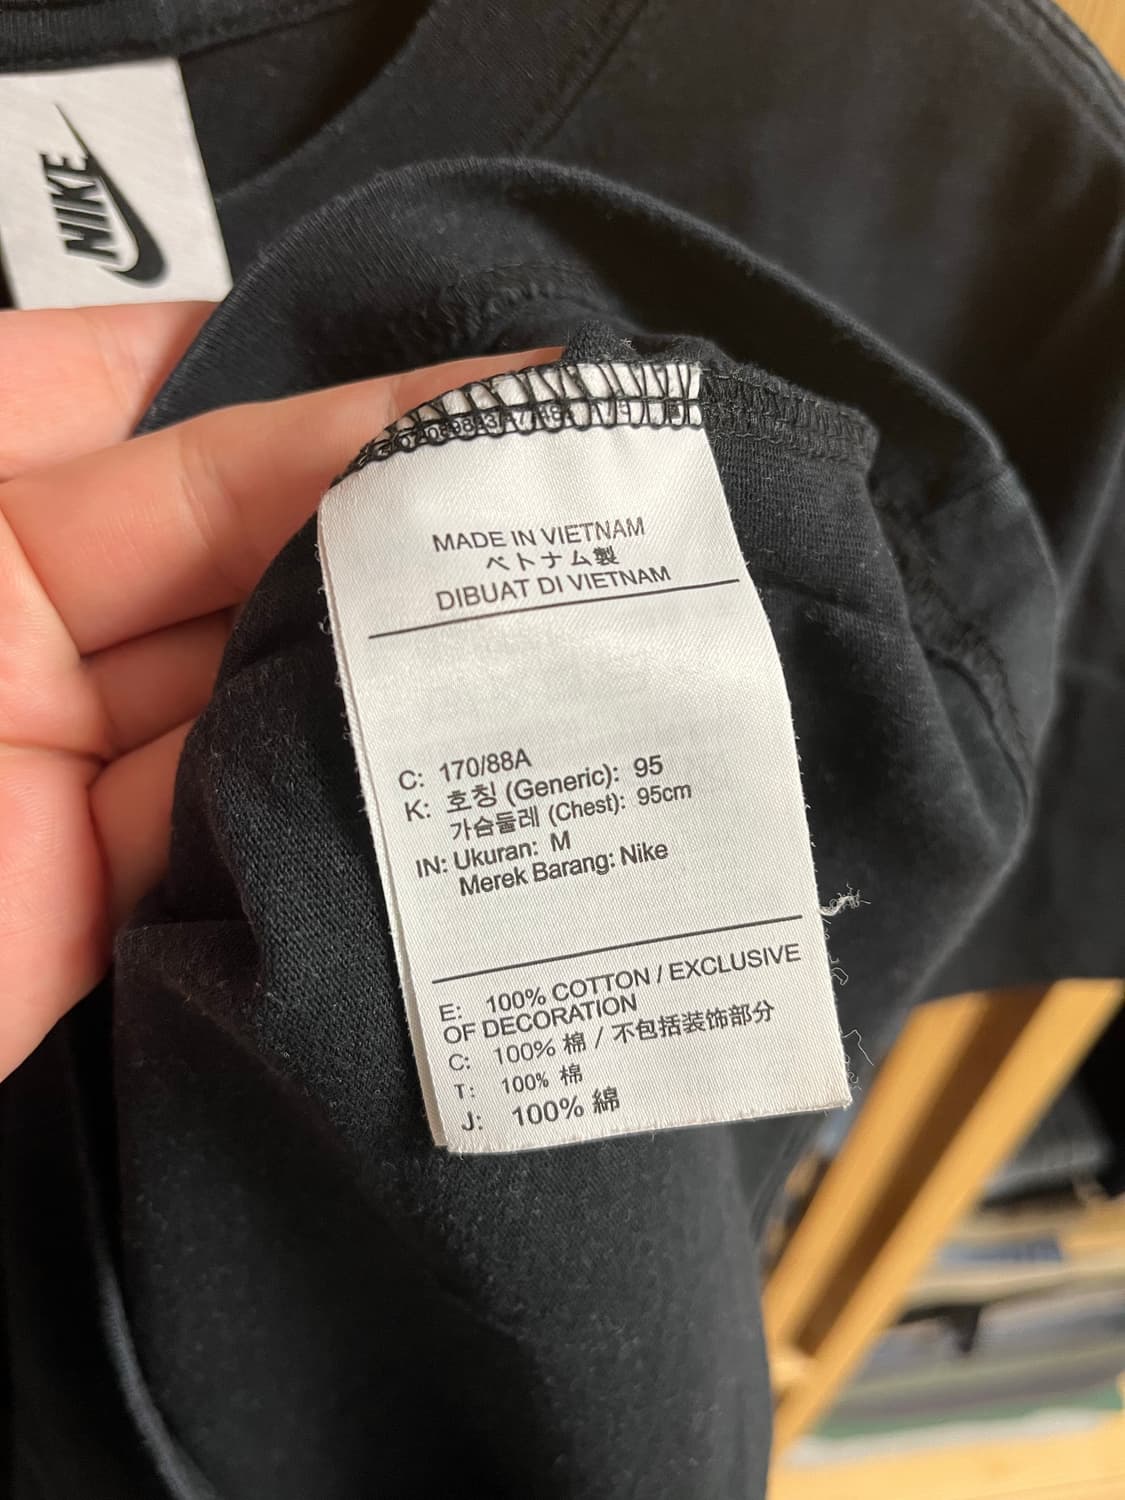 NIKE
MADE IN VIETNAM
ベトナム製
DIBUAT DI VIETNAM
C: 170/88A
K: 호칭 (Generic): 95
가슴둘레 (Chest): 95cm
IN: Ukuran: M
Merek Barang: Nike
E: 100% COTTON / EXCLUSIVE
OF DECORATION
C: 100% 棉 / 不包括装饰部分
T: 100% 棉
J: 100% 綿